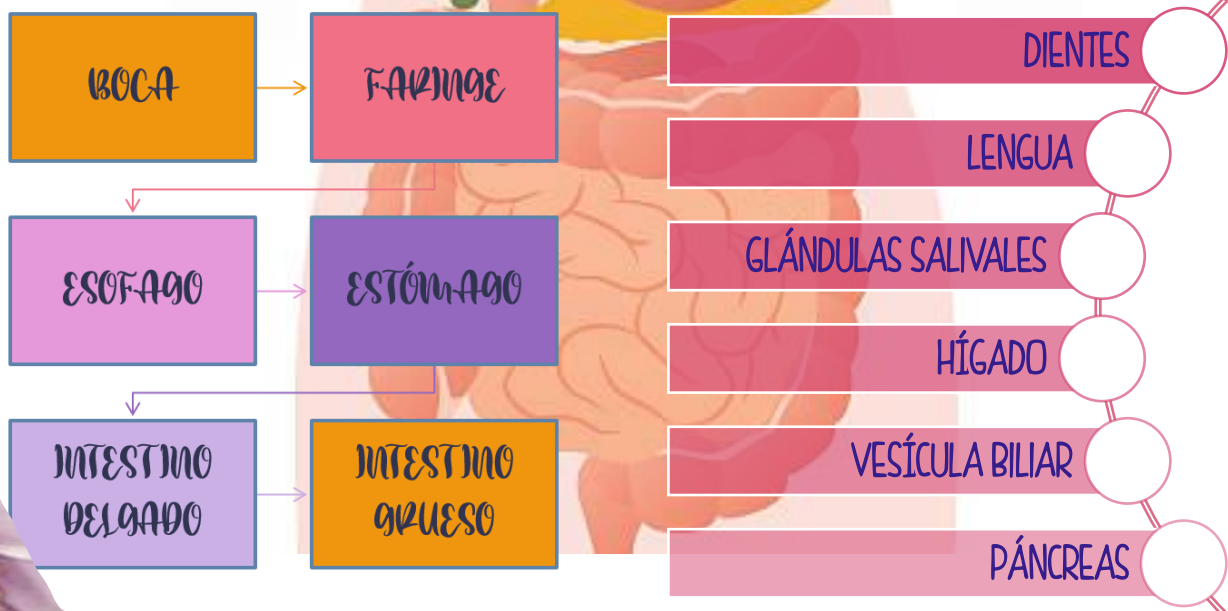 BOCA
FARINGE
ESOFAGO
ESTÓMAGO
INTESTINO
DELGADO
INTESTINO
GRUESO
DIENTES
LENGUA
GLÁNDULAS SALIVALES
HÍGADO
VESÍCULA BILIAR
PÁNCREAS